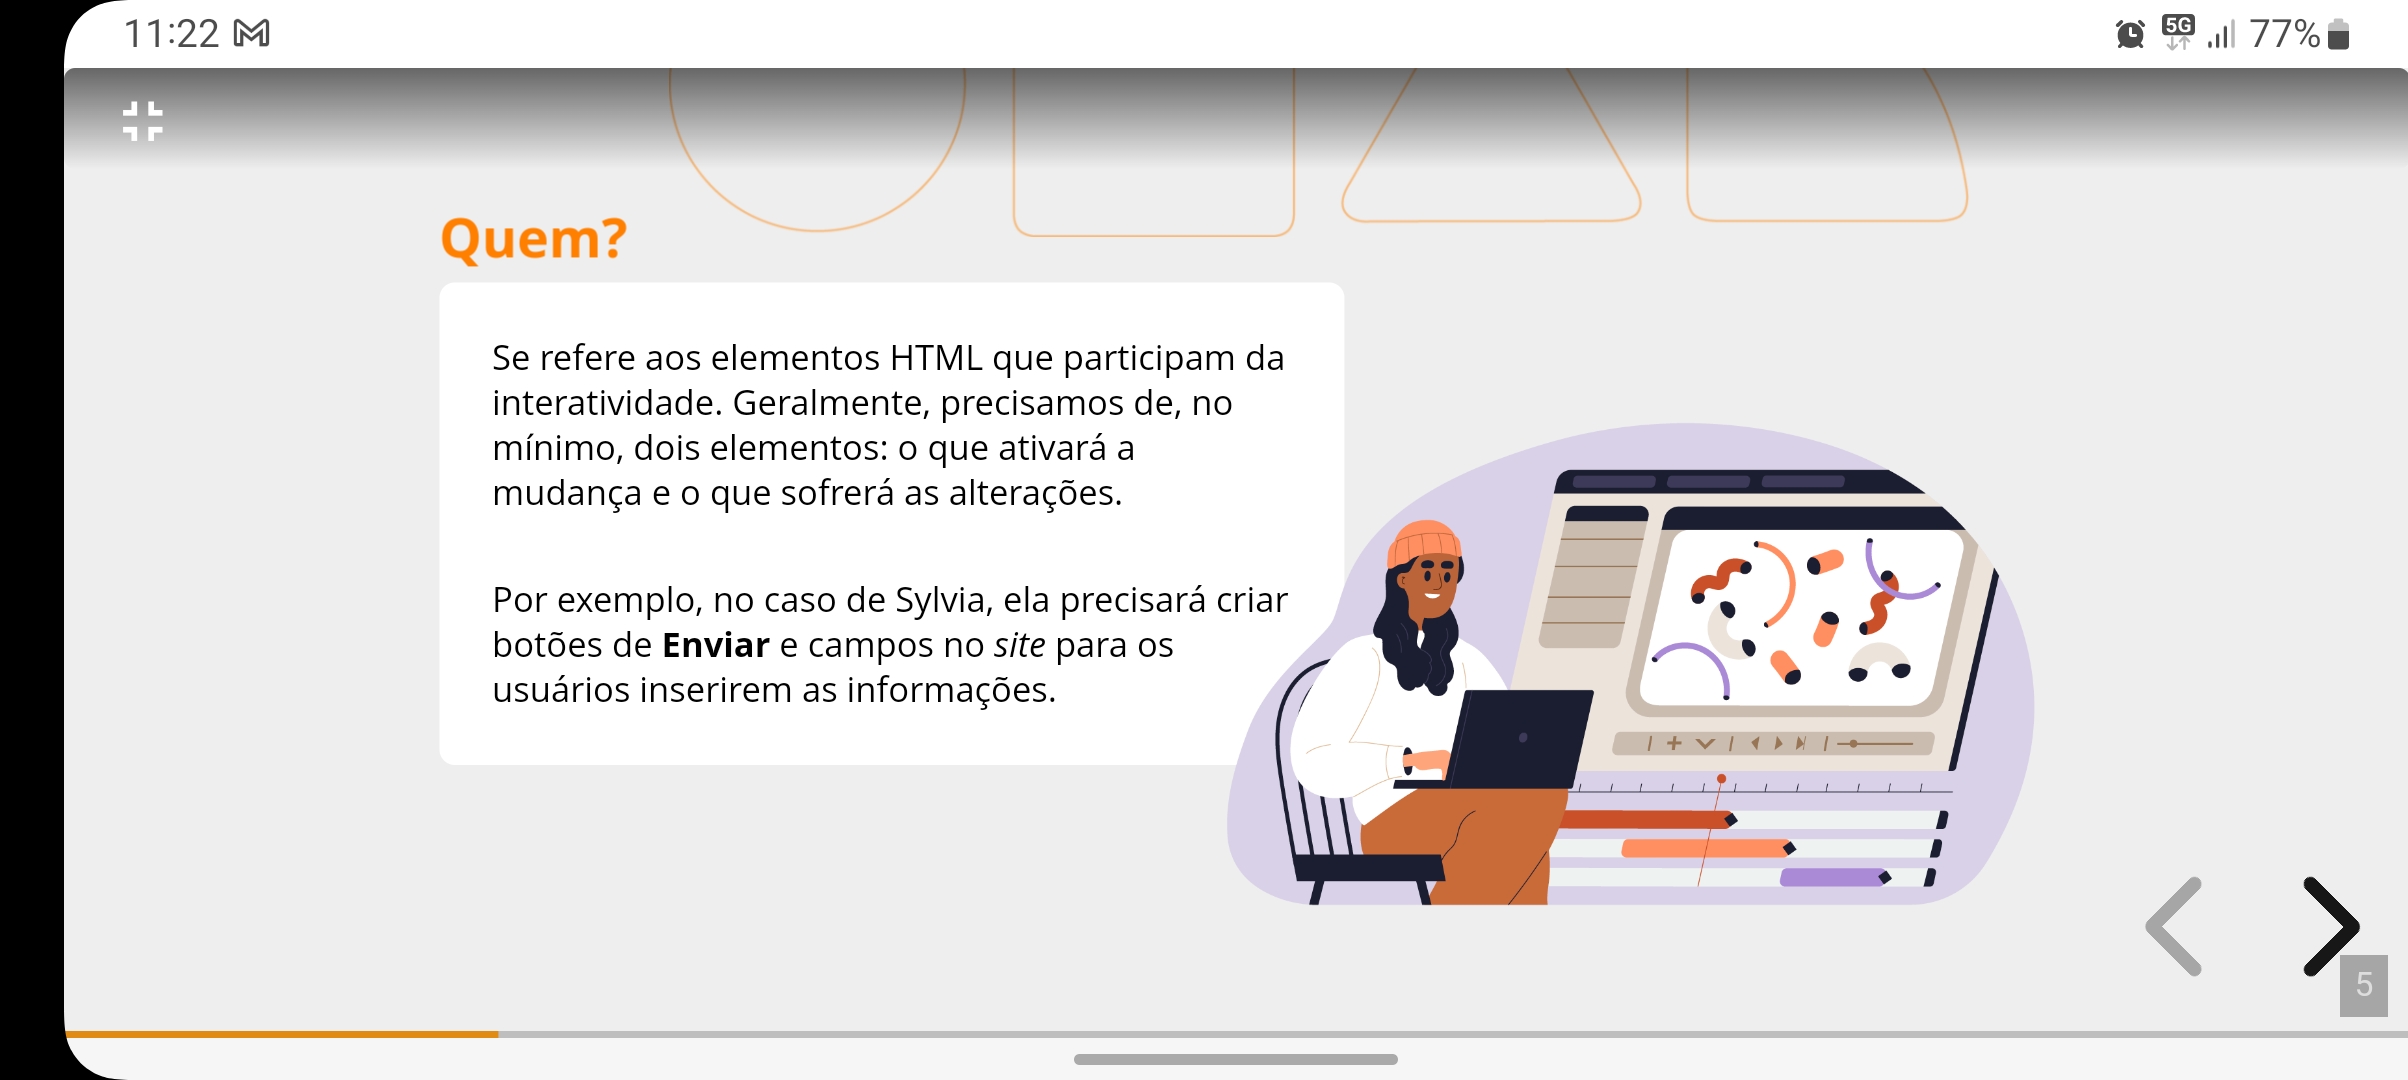 11:22
5G
77%
Quem?
Se refere aos elementos HTML que participam da
interatividade. Geralmente, precisamos de, no
mínimo, dois elementos: o que ativará a
mudança e o que sofrerá as alterações.
Por exemplo, no caso de Sylvia, ela precisará criar
botões de Enviar e campos no site para os
usuários inserirem as informações.
5